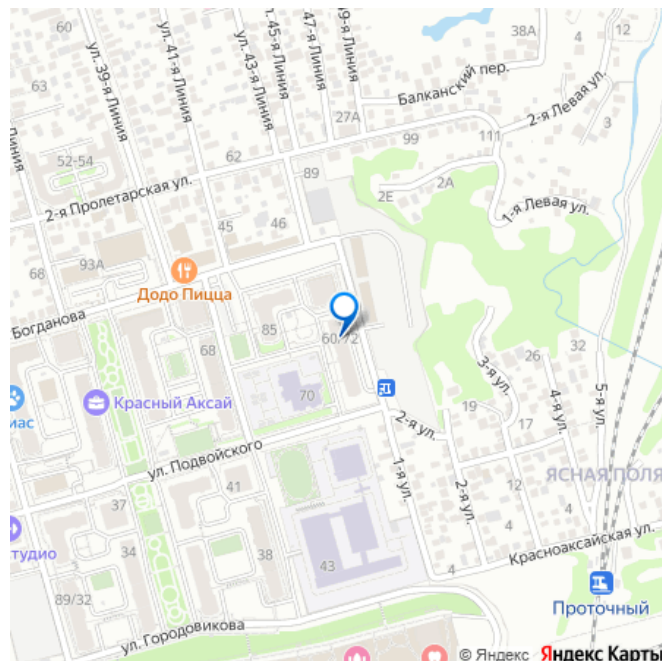 60
38А
4
12
ул. 45-я Линия
47-я Линия
49-я Линия
ул. 41-я Линия
ул. 43-я Линия
ул. 39-я Линия
63
Балканский пер.
2-я Левая ул.
27А
3
99
111
Линия
52-54
62
89
2-я Пролетарская ул.
2Е
2А
1-я Левая ул.
45
46
68
93А
Додо Пицца
Богданова
85
60/72
68
3-я ул.
26
32
Красный Аксай
70
19
4-я ул.
5-я ул.
иас
2-я ул.
17
ул. Подвойского
1-я ул.
2-я ул.
12
ЯСНАЯ ПОЛЯ
41
37
4
4
тудио
34
38
43
Красноаксайская ул.
4
89/32
Проточный
ул. Городовикова
© Яндекс Яндекс Карты